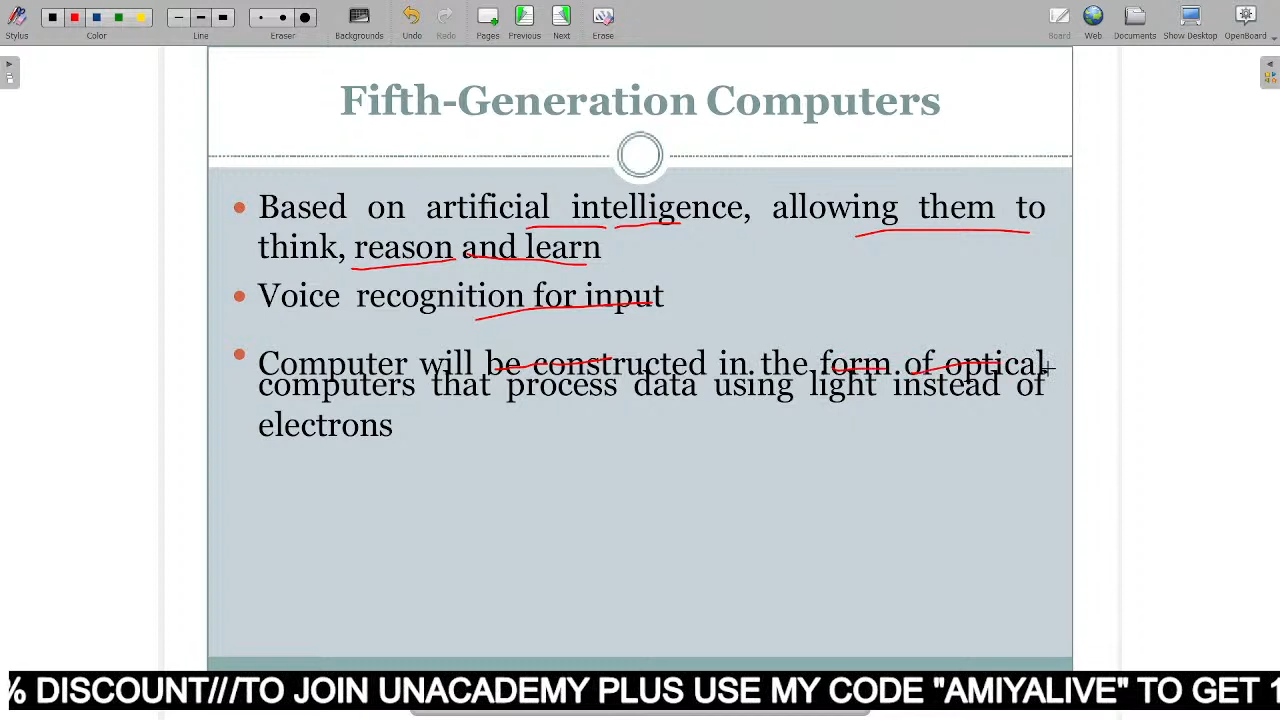 Stylus Color Line Eraser Backgrounds Undo Redo Pages Previous Next Erase Board Web Documents Show Desktop OpenBoard
Fifth-Generation Computers
• Based on artificial intelligence, allowing them to
think, reason and learn
• Voice recognition for input
• Computer will be constructed in the form of optical
computers that process data using light instead of
electrons
% DISCOUNT///TO JOIN UNACADEMY PLUS USE MY CODE "AMIYALIVE" TO GET 1